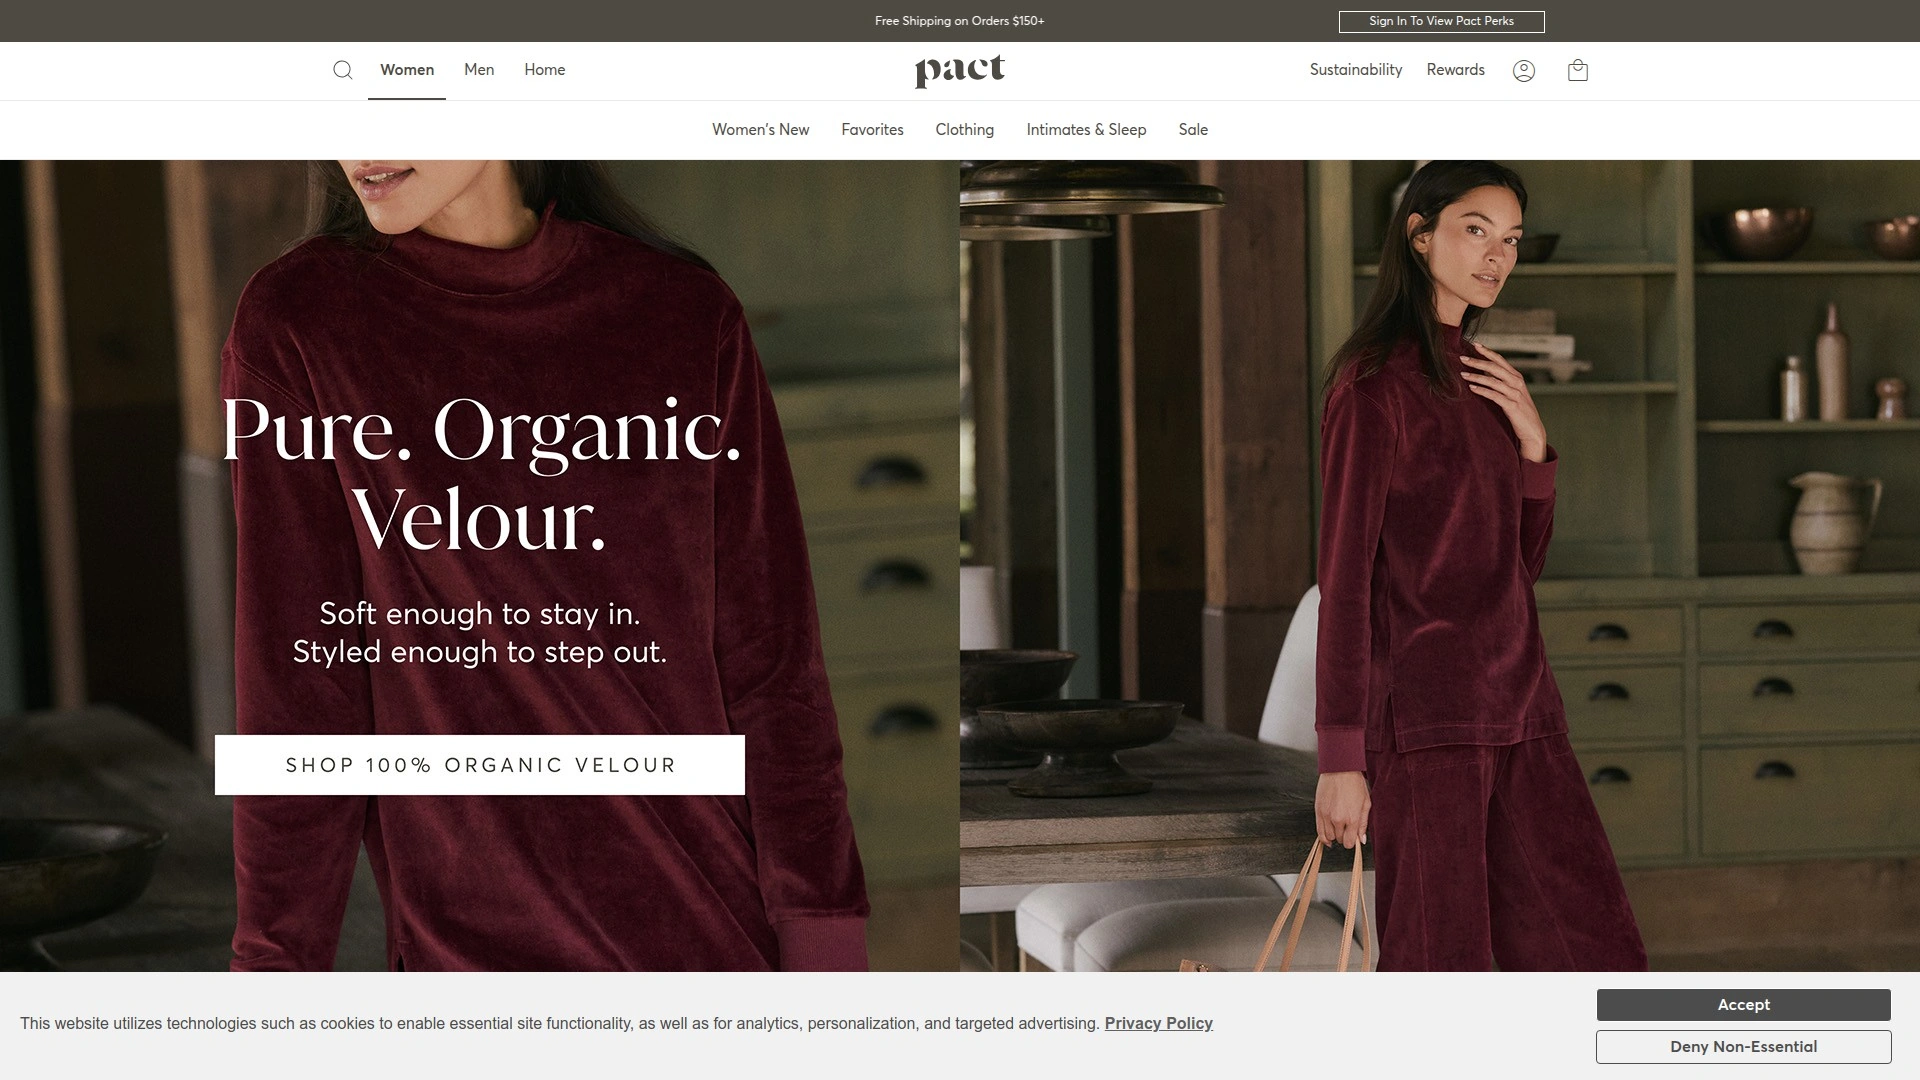 Free Shipping on Orders $150+
Sign In To View Pact Perks
Women
Men
Home
pact
Sustainability
Rewards
Women's New
Favorites
Clothing
Intimates & Sleep
Sale
Pure. Organic.
Velour.
Soft enough to stay in.
Styled enough to step out.
SHOP 100% ORGANIC VELOUR
This website utilizes technologies such as cookies to enable essential site functionality, as well as for analytics, personalization, and targeted advertising. Privacy Policy
Accept
Deny Non-Essential